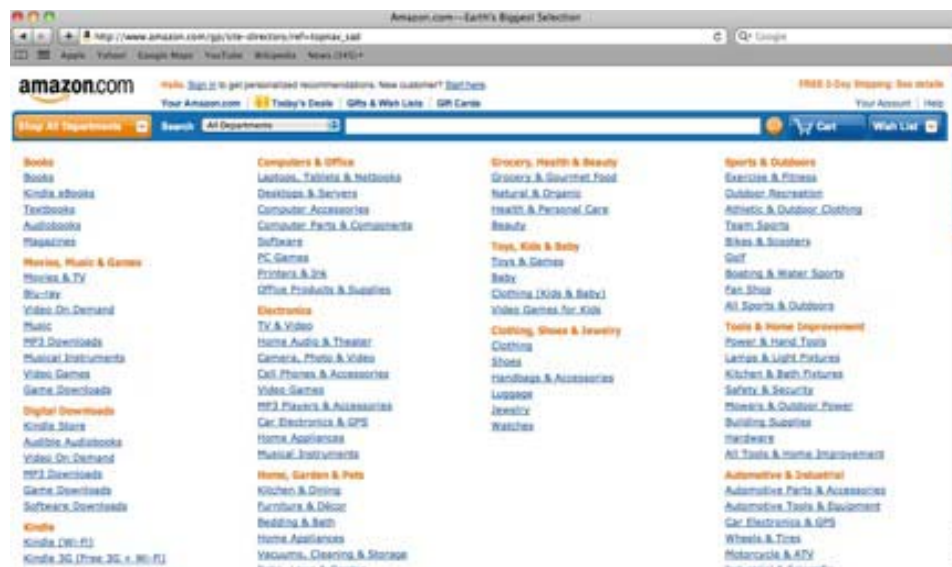 Amazon.com—Earth's Biggest Selection
http://www.amazon.com/gp/site-directory/ref=topnav_sad
Google
Apple Yahoo! Google Maps YouTube Wikipedia News
amazon.com
Hello. Sign in to get personalized recommendations. New customer? Start here.
FREE 2-Day Shipping: See details
Your Amazon.com Today's Deals Gifts & Wish Lists Gift Cards
Your Account Help
Shop All Departments Search All Departments Cart Wish List
Books
Books
Kindle eBooks
Textbooks
Audiobooks
Magazines
Movies, Music & Games
Movies & TV
Blu-ray
Video On Demand
Music
MP3 Downloads
Musical Instruments
Video Games
Game Downloads
Digital Downloads
Kindle Store
Audible Audiobooks
Video On Demand
MP3 Downloads
Game Downloads
Software Downloads
Kindle
Kindle (Wi-Fi)
Kindle 3G (Free 3G + Wi-Fi)
Computers & Office
Laptops, Tablets & Netbooks
Desktops & Servers
Computer Accessories
Computer Parts & Components
Software
PC Games
Printers & Ink
Office Products & Supplies
Electronics
TV & Video
Home Audio & Theater
Camera, Photo & Video
Cell Phones & Accessories
Video Games
MP3 Players & Accessories
Car Electronics & GPS
Home Appliances
Musical Instruments
Home, Garden & Pets
Kitchen & Dining
Furniture & Décor
Bedding & Bath
Home Appliances
Vacuums, Cleaning & Storage
Grocery, Health & Beauty
Grocery & Gourmet Food
Natural & Organic
Health & Personal Care
Beauty
Toys, Kids & Baby
Toys & Games
Baby
Clothing (Kids & Baby)
Video Games for Kids
Clothing, Shoes & Jewelry
Clothing
Shoes
Handbags & Accessories
Luggage
Jewelry
Watches
Sports & Outdoors
Exercise & Fitness
Outdoor Recreation
Athletic & Outdoor Clothing
Team Sports
Bikes & Scooters
Golf
Boating & Water Sports
Fan Shop
All Sports & Outdoors
Tools & Home Improvement
Power & Hand Tools
Lamps & Light Fixtures
Kitchen & Bath Fixtures
Safety & Security
Mowers & Outdoor Power
Building Supplies
Hardware
All Tools & Home Improvement
Automotive & Industrial
Automotive Parts & Accessories
Automotive Tools & Equipment
Car Electronics & GPS
Wheels & Tires
Motorcycle & ATV